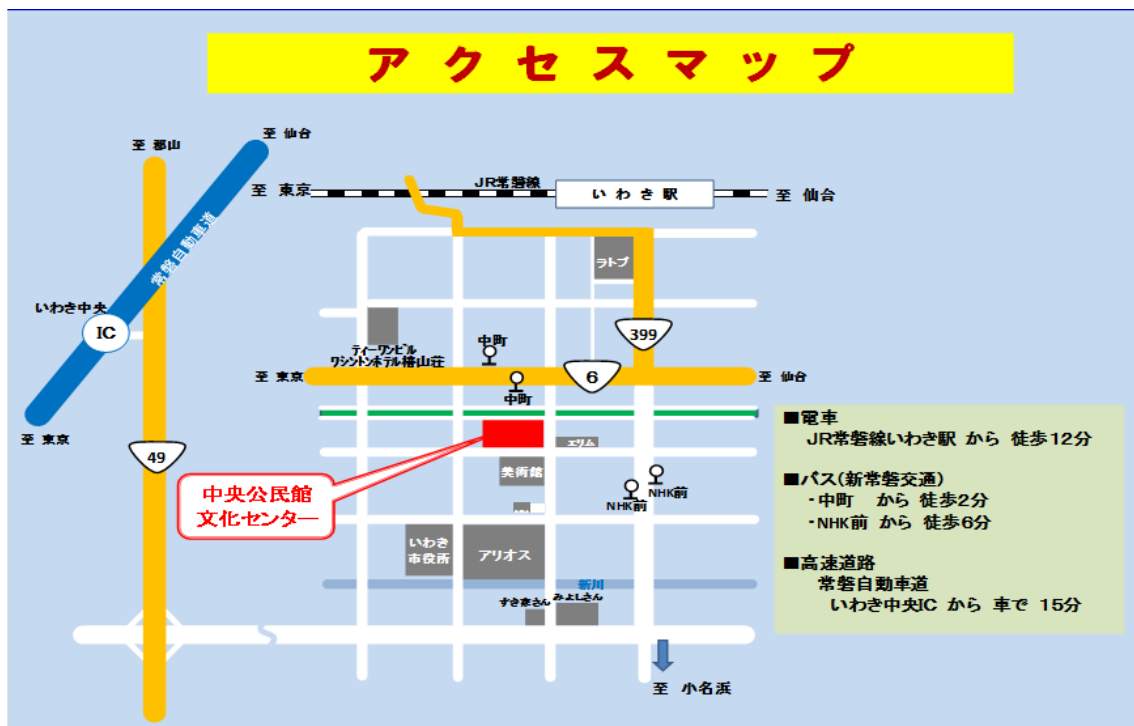 アクセスマップ
至 仙台
至 郡山
常磐自動車道
至 東京
JR常磐線
いわき駅
至 仙台
ラトブ
いわき中央
IC
ティーワンビル
ワシントンホテル椿山荘
中町
399
至 東京
6
至 仙台
中町
至 東京
49
エリム
美術館
中央公民館
文化センター
NHK前
NHK前
いわき
市役所
アリオス
新川
すき家さん
みよしさん
至 小名浜
■電車
JR常磐線いわき駅 から 徒歩12分
■バス(新常磐交通)
・中町 から 徒歩2分
・NHK前 から 徒歩6分
■高速道路
常磐自動車道
いわき中央IC から 車で 15分